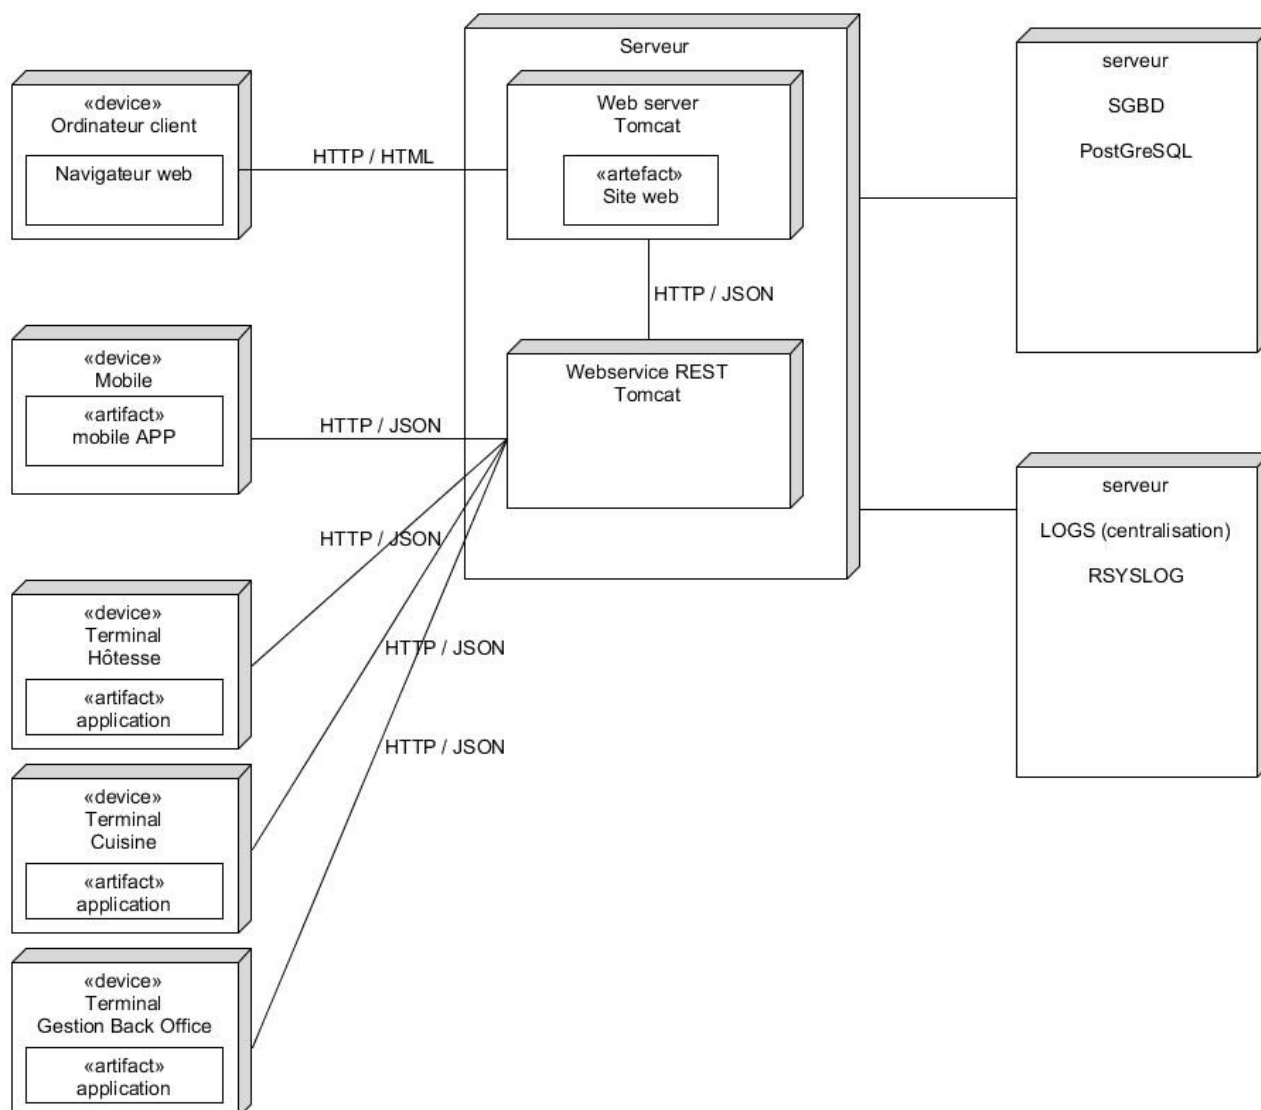 «device»
Ordinateur client
Navigateur web
HTTP / HTML
Serveur
Web server
Tomcat
«artefact»
Site web
HTTP / JSON
Webservice REST
Tomcat
serveur
SGBD
PostGreSQL
«device»
Mobile
«artifact»
mobile APP
HTTP / JSON
serveur
LOGS (centralisation)
RSYSLOG
«device»
Terminal
Hôtesse
«artifact»
application
HTTP / JSON
«device»
Terminal
Cuisine
«artifact»
application
HTTP / JSON
«device»
Terminal
Gestion Back Office
«artifact»
application
HTTP / JSON